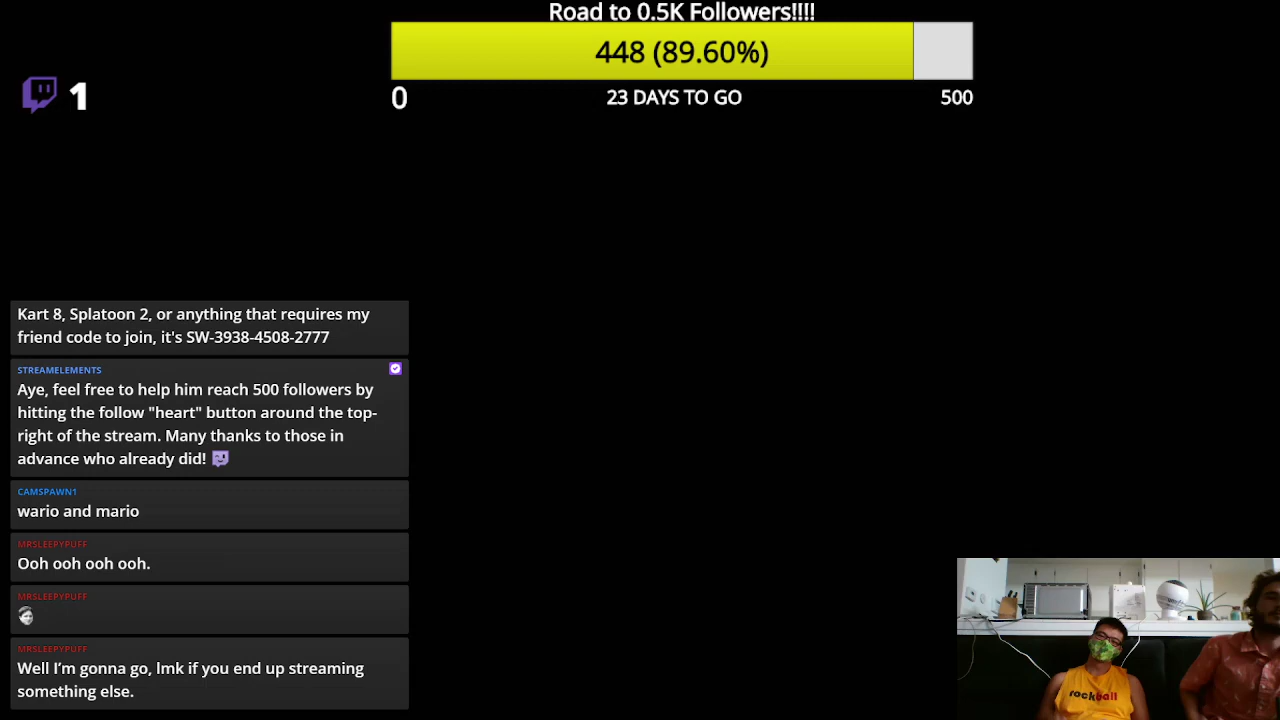 Road to 0.5K Followers!!!!
448 (89.60%)
1
0
23 DAYS TO GO
500
Kart 8, Splatoon 2, or anything that requires my
friend code to join, it's SW-3938-4508-2777
STREAMELEMENTS
Aye, feel free to help him reach 500 followers by
hitting the follow "heart" button around the top-
right of the stream. Many thanks to those in
advance who already did!
CAMSPAWN1
wario and mario
MRSLEEPYPUFF
Ooh ooh ooh ooh.
MRSLEEPYPUFF
MRSLEEPYPUFF
Well I’m gonna go, lmk if you end up streaming
something else.
rockball